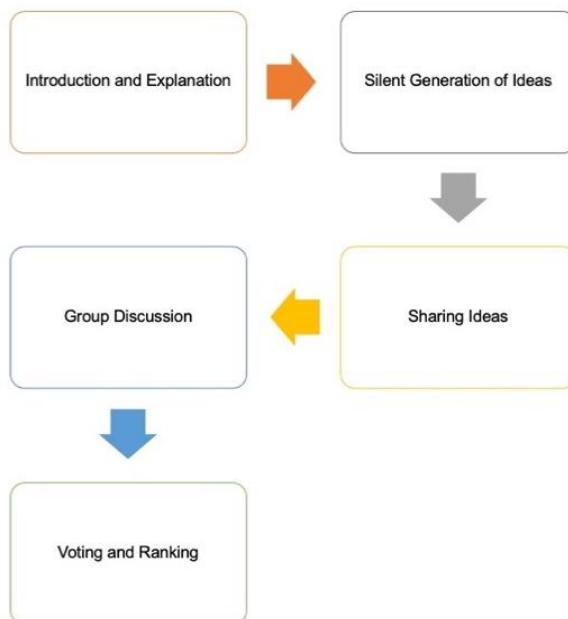 Introduction and Explanation
Silent Generation of Ideas
Sharing Ideas
Group Discussion
Voting and Ranking